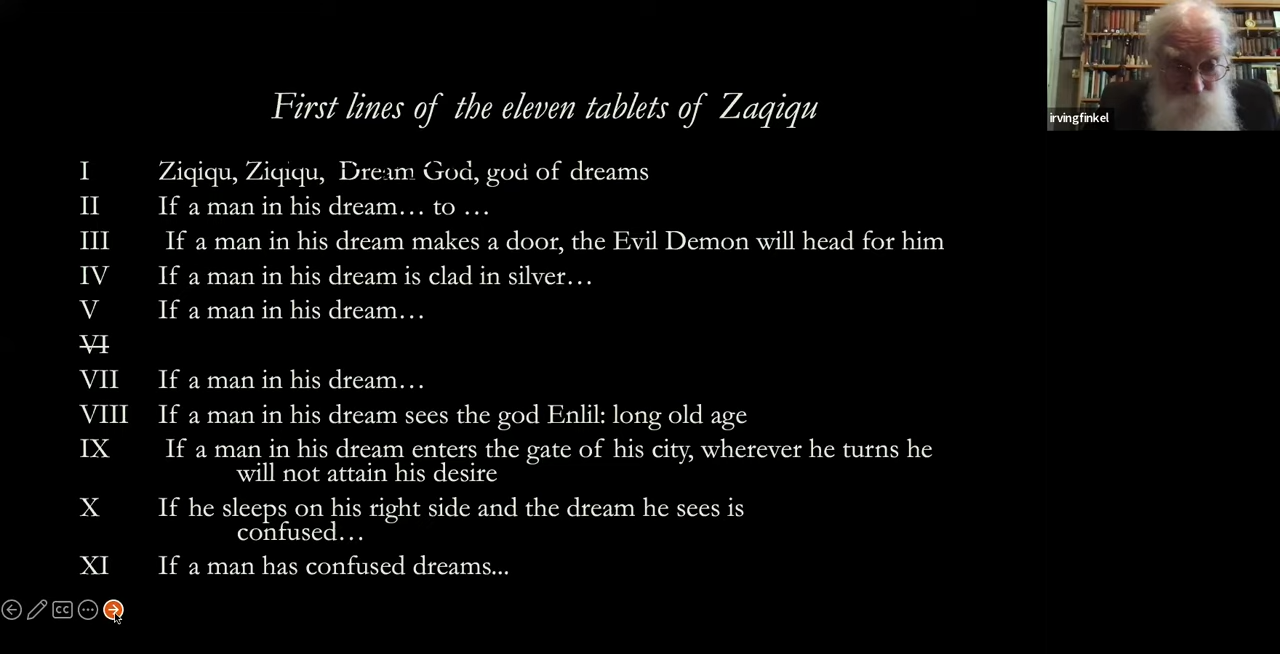 irvingfinkel
First lines of the eleven tablets of Zaqiqu
I Ziqiqu, Ziqiqu, Dream God, god of dreams
II If a man in his dream… to …
III If a man in his dream makes a door, the Evil Demon will head for him
IV If a man in his dream is clad in silver…
V If a man in his dream…
VI
VII If a man in his dream…
VIII If a man in his dream sees the god Enlil: long old age
IX If a man in his dream enters the gate of his city, wherever he turns he
will not attain his desire
X If he sleeps on his right side and the dream he sees is
confused…
XI If a man has confused dreams...
CC